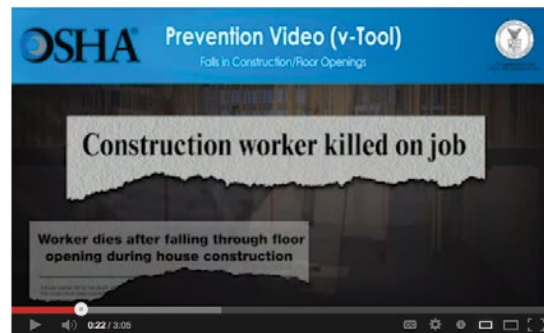 OSHA®
Prevention Video (v-Tool)
Falls in Construction/Floor Openings
Construction worker killed on job
Worker dies after falling through floor
opening during house construction
0:22 / 3:05